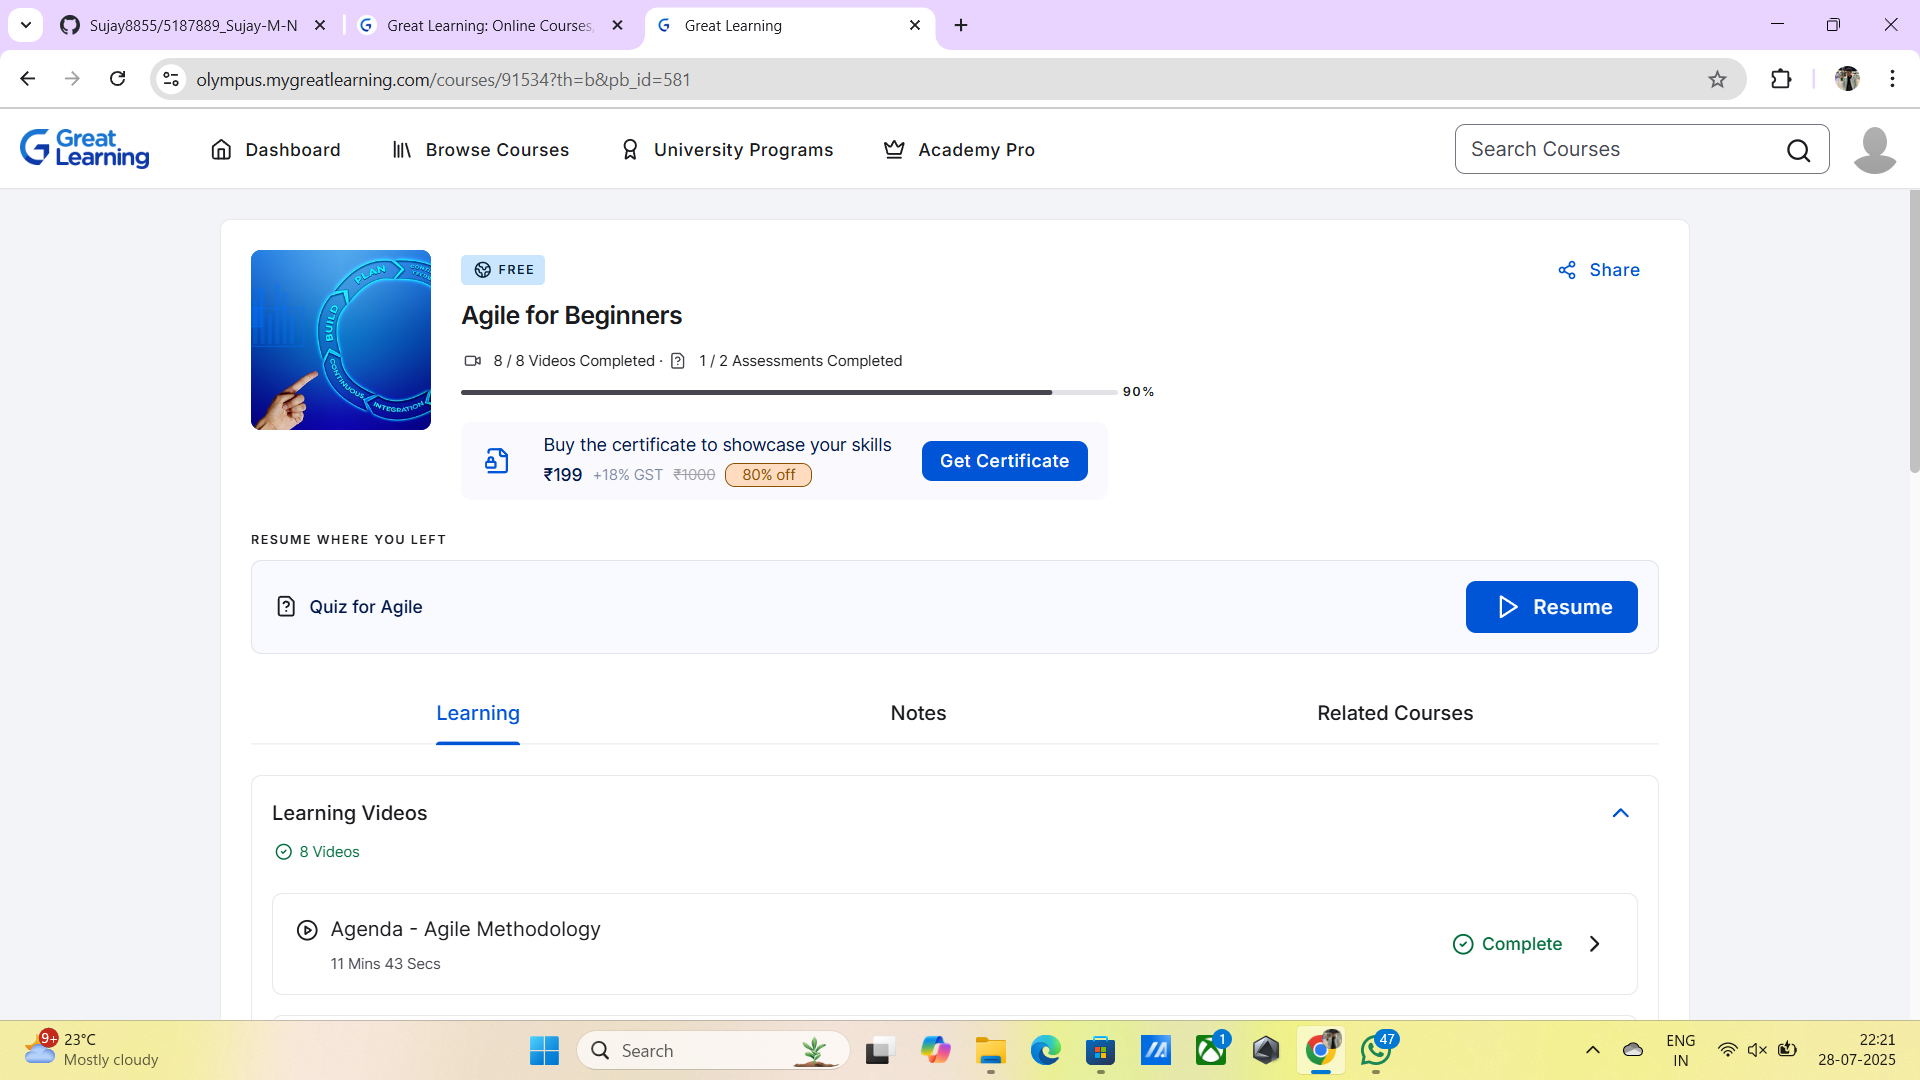 Sujay8855/5187889_Sujay-M-N
Great Learning: Online Courses,
Great Learning
olympus.mygreatlearning.com/courses/91534?th=b&pb_id=581
Great Learning
Dashboard
Browse Courses
University Programs
Academy Pro
Search Courses
PLAN
BUILD
CONTINUOUS
INTEGRATION
FREE
Share
Agile for Beginners
8 / 8 Videos Completed · 1 / 2 Assessments Completed
90%
Buy the certificate to showcase your skills
₹199 +18% GST ₹1000 80% off
Get Certificate
RESUME WHERE YOU LEFT
Quiz for Agile
Resume
Learning
Notes
Related Courses
Learning Videos
8 Videos
Agenda - Agile Methodology
11 Mins 43 Secs
Complete
9+
23°C
Mostly cloudy
Search
1
47
ENG
IN
22:21
28-07-2025